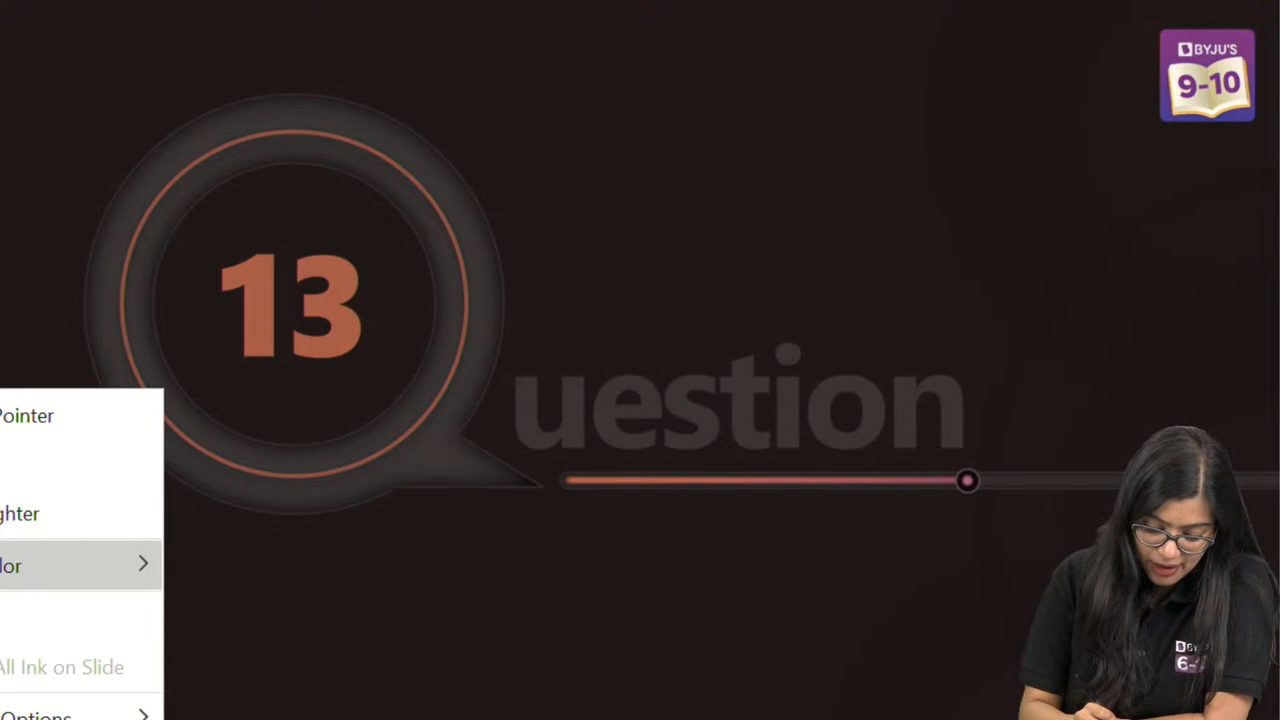 BYJU'S
9-10
13
uestion
Pointer
ghter
lor
All Ink on Slide
Options